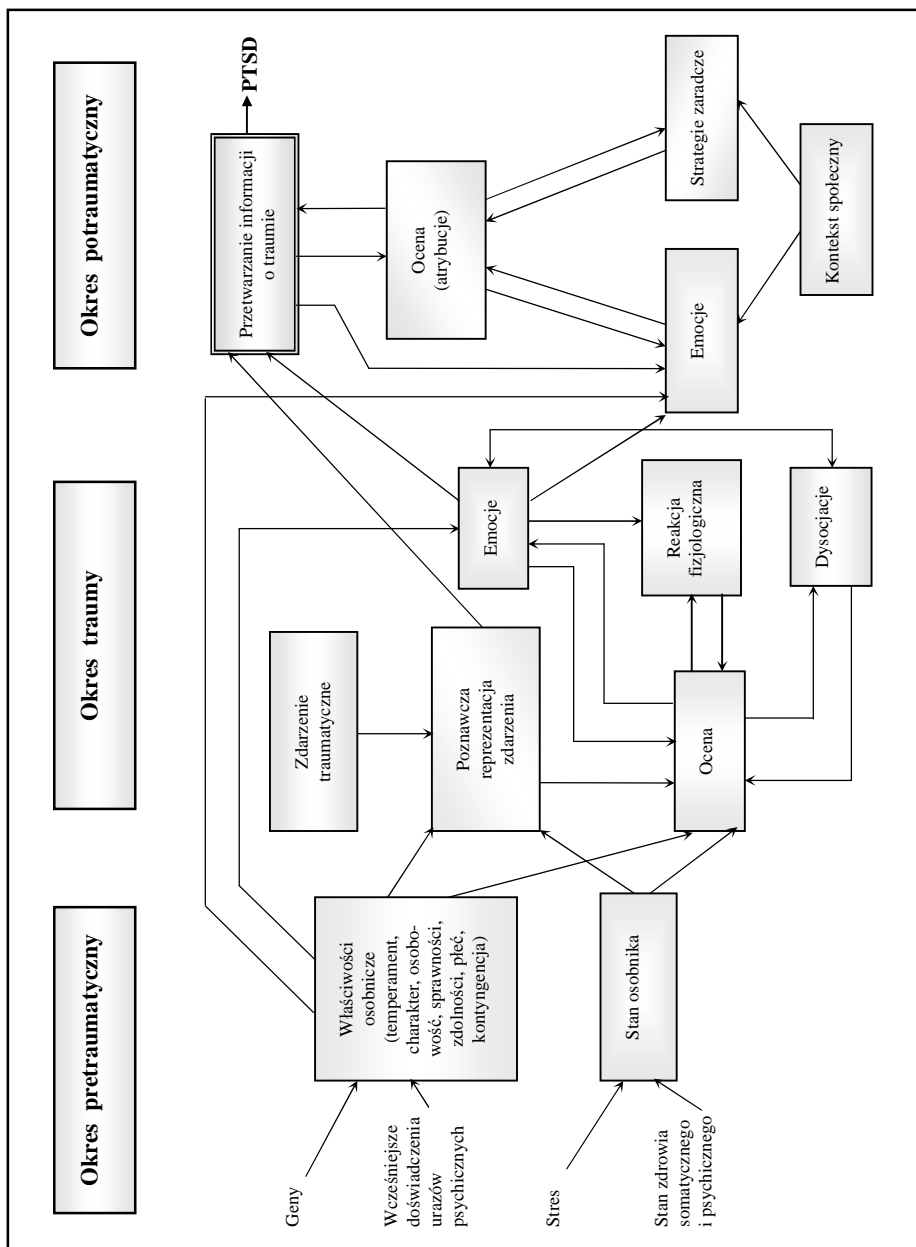 Okres pretraumatyczny
Okres traumy
Okres potraumatyczny
Geny
Wcześniejsze
doświadczenia
urazów
psychicznych
Stres
Stan zdrowia
somatycznego
i psychicznego
Właściwości
osobnicze
(temperament,
charakter, osobo-
wość, sprawności,
zdolności, płeć,
kontyngencja)
Stan osobnika
Zdarzenie
traumatyczne
Poznawcza
reprezentacja
zdarzenia
Ocena
Emocje
Reakcja
fizjologiczna
Dysocjacje
Przetwarzanie informacji
o traumie
PTSD
Ocena
(atrybucje)
Emocje
Strategie zaradcze
Kontekst społeczny